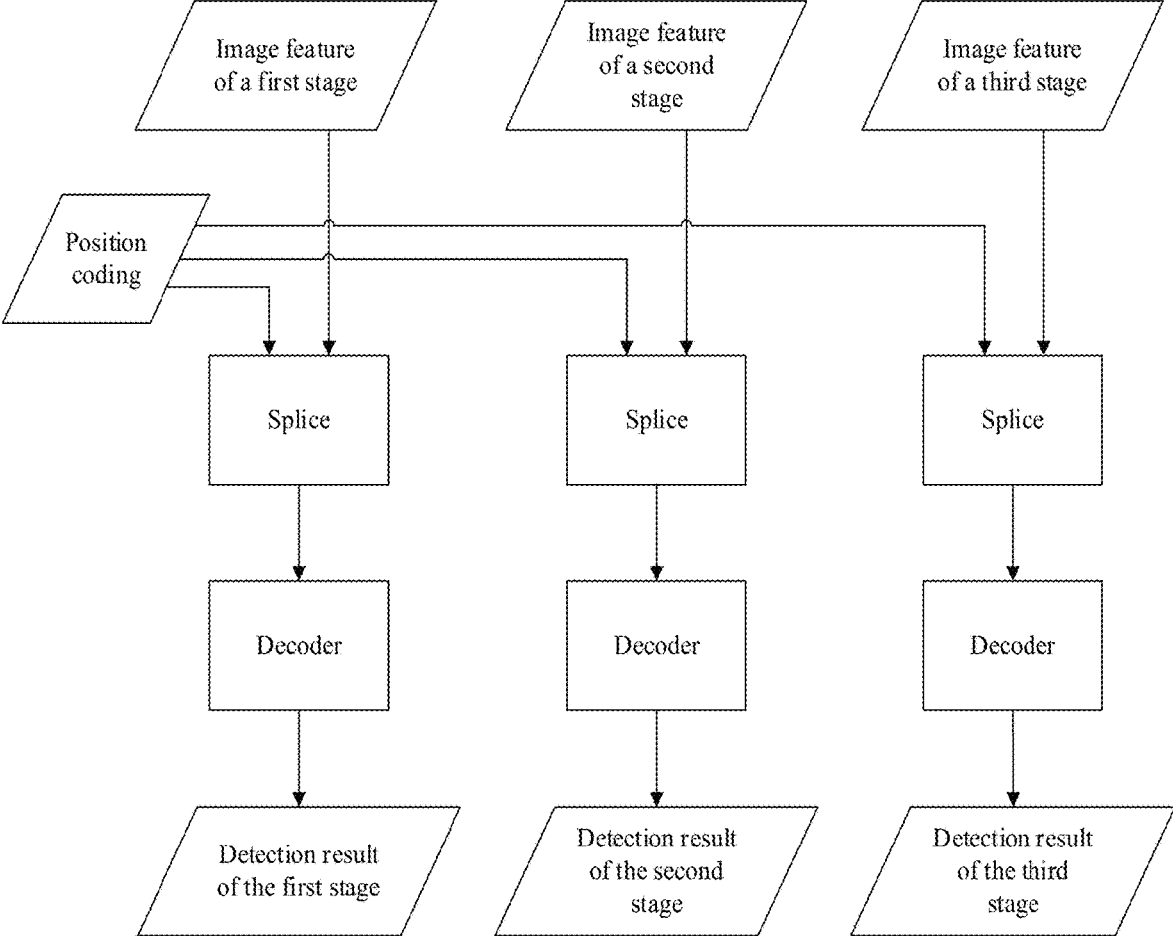 Image feature
of a first stage
Image feature
of a second
stage
Image feature
of a third stage
Position
coding
Splice
Splice
Splice
Decoder
Decoder
Decoder
Detection result
of the first stage
Detection result
of the second
stage
Detection result
of the third
stage